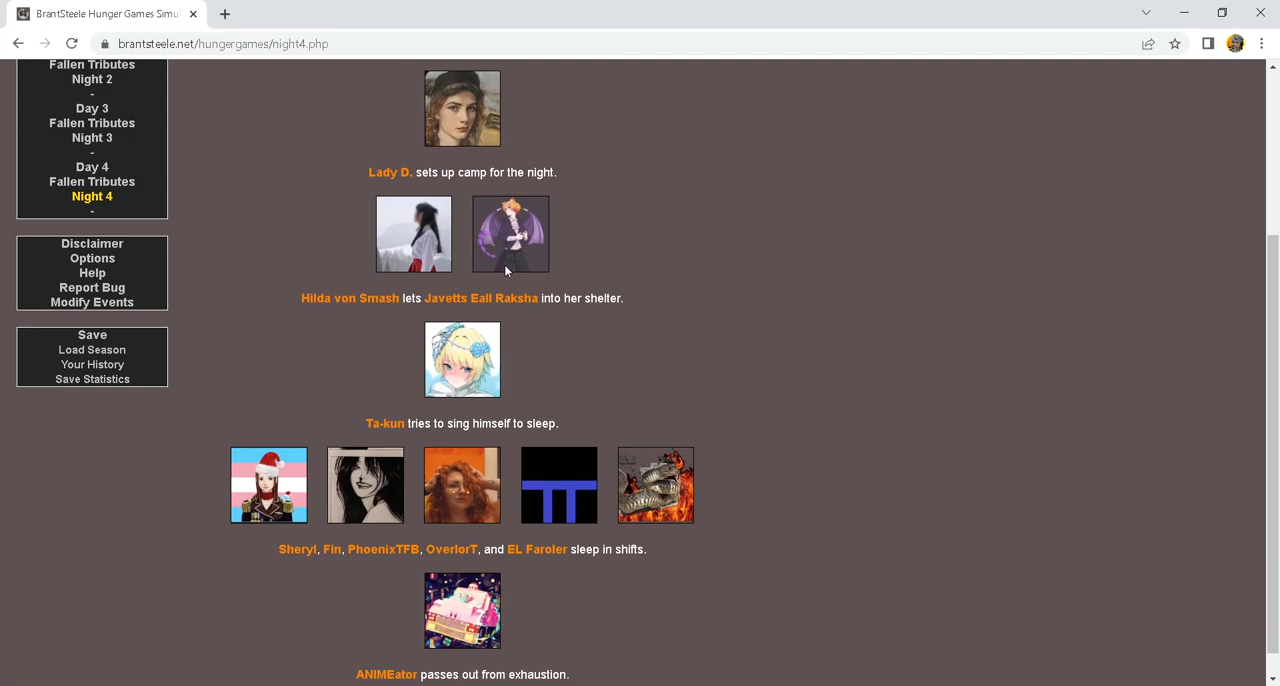 BrantSteele Hunger Games Simu
brantsteele.net/hungergames/night4.php
Fallen Tributes
Night 2
-
Day 3
Fallen Tributes
Night 3
-
Day 4
Fallen Tributes
Night 4
-
Disclaimer
Options
Help
Report Bug
Modify Events
Save
Load Season
Your History
Save Statistics
Lady D. sets up camp for the night.
Hilda von Smash lets Javetts Eall Raksha into her shelter.
Ta-kun tries to sing himself to sleep.
Sheryl, Fin, PhoenixTFB, OverlorT, and EL Faroler sleep in shifts.
ANIMEator passes out from exhaustion.